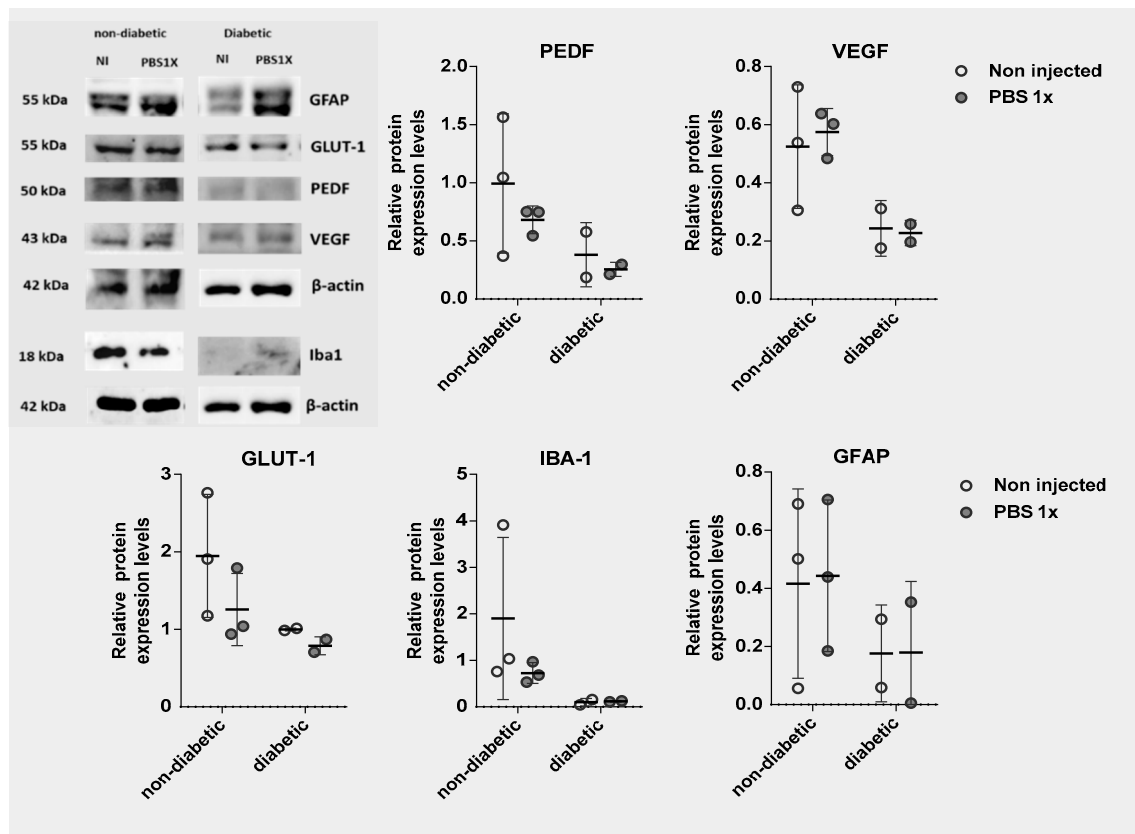 non-diabetic Diabetic
NI PBS1X NI PBS1X
55 kDa GFAP
55 kDa GLUT-1
50 kDa PEDF
43 kDa VEGF
42 kDa β-actin
18 kDa Iba1
42 kDa β-actin
PEDF
Relative protein
expression levels
2.0
1.5
1.0
0.5
0.0
non-diabetic
diabetic
VEGF
Relative protein
expression levels
0.8
0.6
0.4
0.2
0.0
non-diabetic
diabetic
Non injected
PBS 1x
GLUT-1
Relative protein
expression levels
3
2
1
0
non-diabetic
diabetic
IBA-1
Relative protein
expression levels
5
4
3
2
1
0
non-diabetic
diabetic
GFAP
Relative protein
expression levels
0.8
0.6
0.4
0.2
0.0
non-diabetic
diabetic
Non injected
PBS 1x